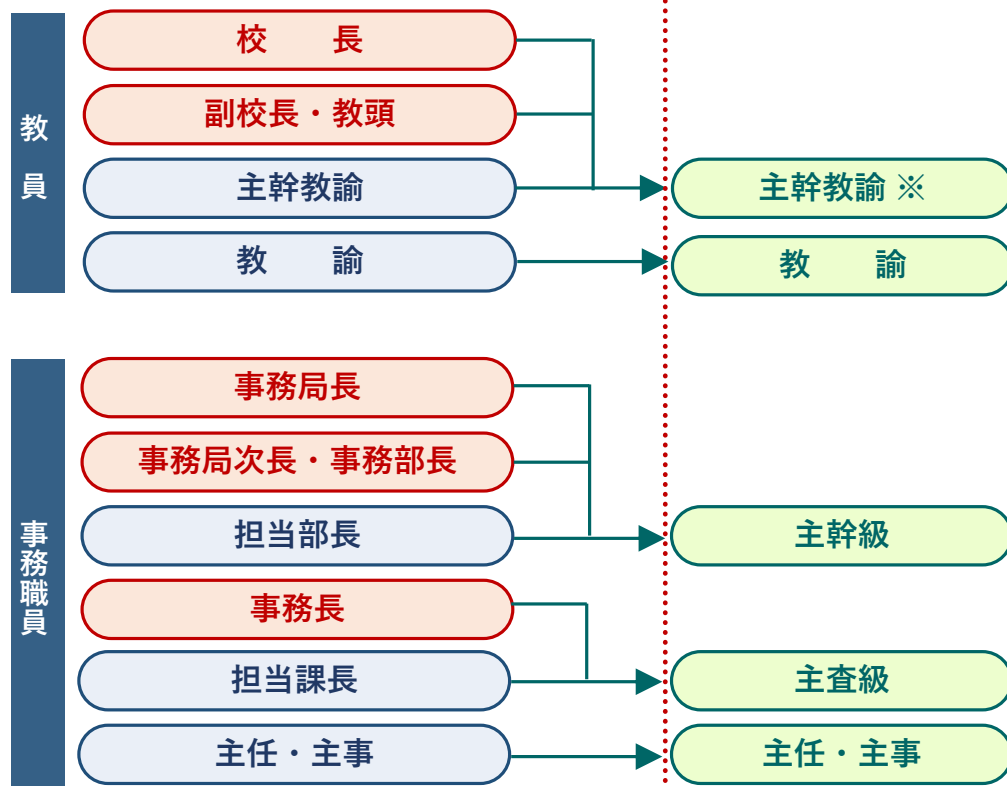 教員
校　　長
副校長・教頭
主幹教諭
教　　諭
主幹教諭 ※
教　　諭
事務職員
事務局長
事務局次長・事務部長
担当部長
事務長
担当課長
主任・主事
主幹級
主査級
主任・主事